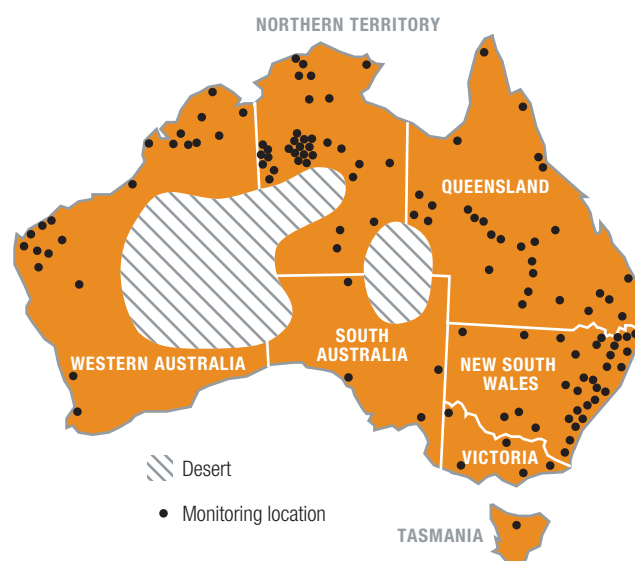 NORTHERN TERRITORY
QUEENSLAND
WESTERN AUSTRALIA
SOUTH
AUSTRALIA
NEW SOUTH
WALES
VICTORIA
Desert
Monitoring location
TASMANIA